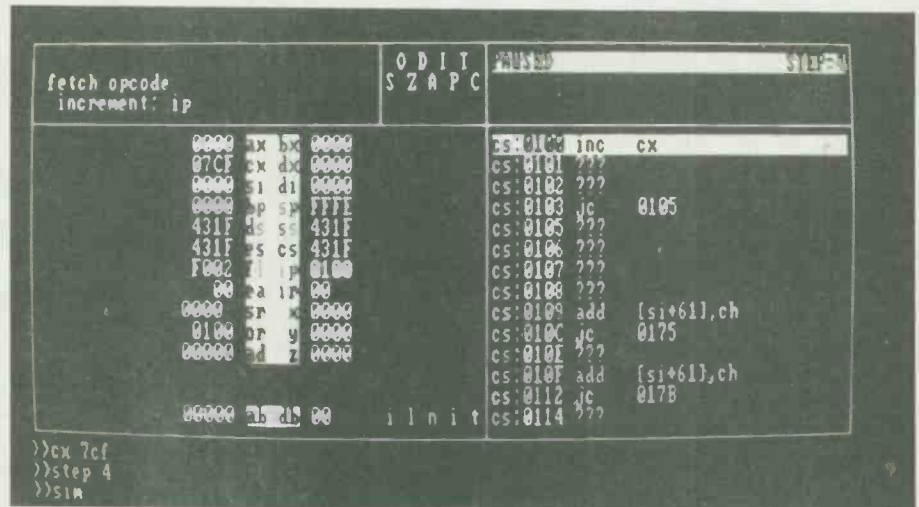 fetch opcode
increment: ip
O D I T
S Z A P C
PAUSED STEP=4
0000 ax bx 0000
07CF cx dx 0000
0000 si di 0000
0000 bp sp FFFE
431F ds ss 431F
431F es cs 431F
F002 fl ip 0100
00 ea ir 00
0000 sr x 0000
0100 or y 0000
00000 ad z 0000
00000 ab db 00
i l n i t
cs:0100 inc cx
cs:0101 ???
cs:0102 ???
cs:0103 jc 0105
cs:0105 ???
cs:0106 ???
cs:0107 ???
cs:0108 ???
cs:0109 add [si+61],ch
cs:010C jc 0175
cs:010E ???
cs:010F add [si+61],ch
cs:0112 jc 017B
cs:0114 ???
>>cx 7cf
>>step 4
>>sim